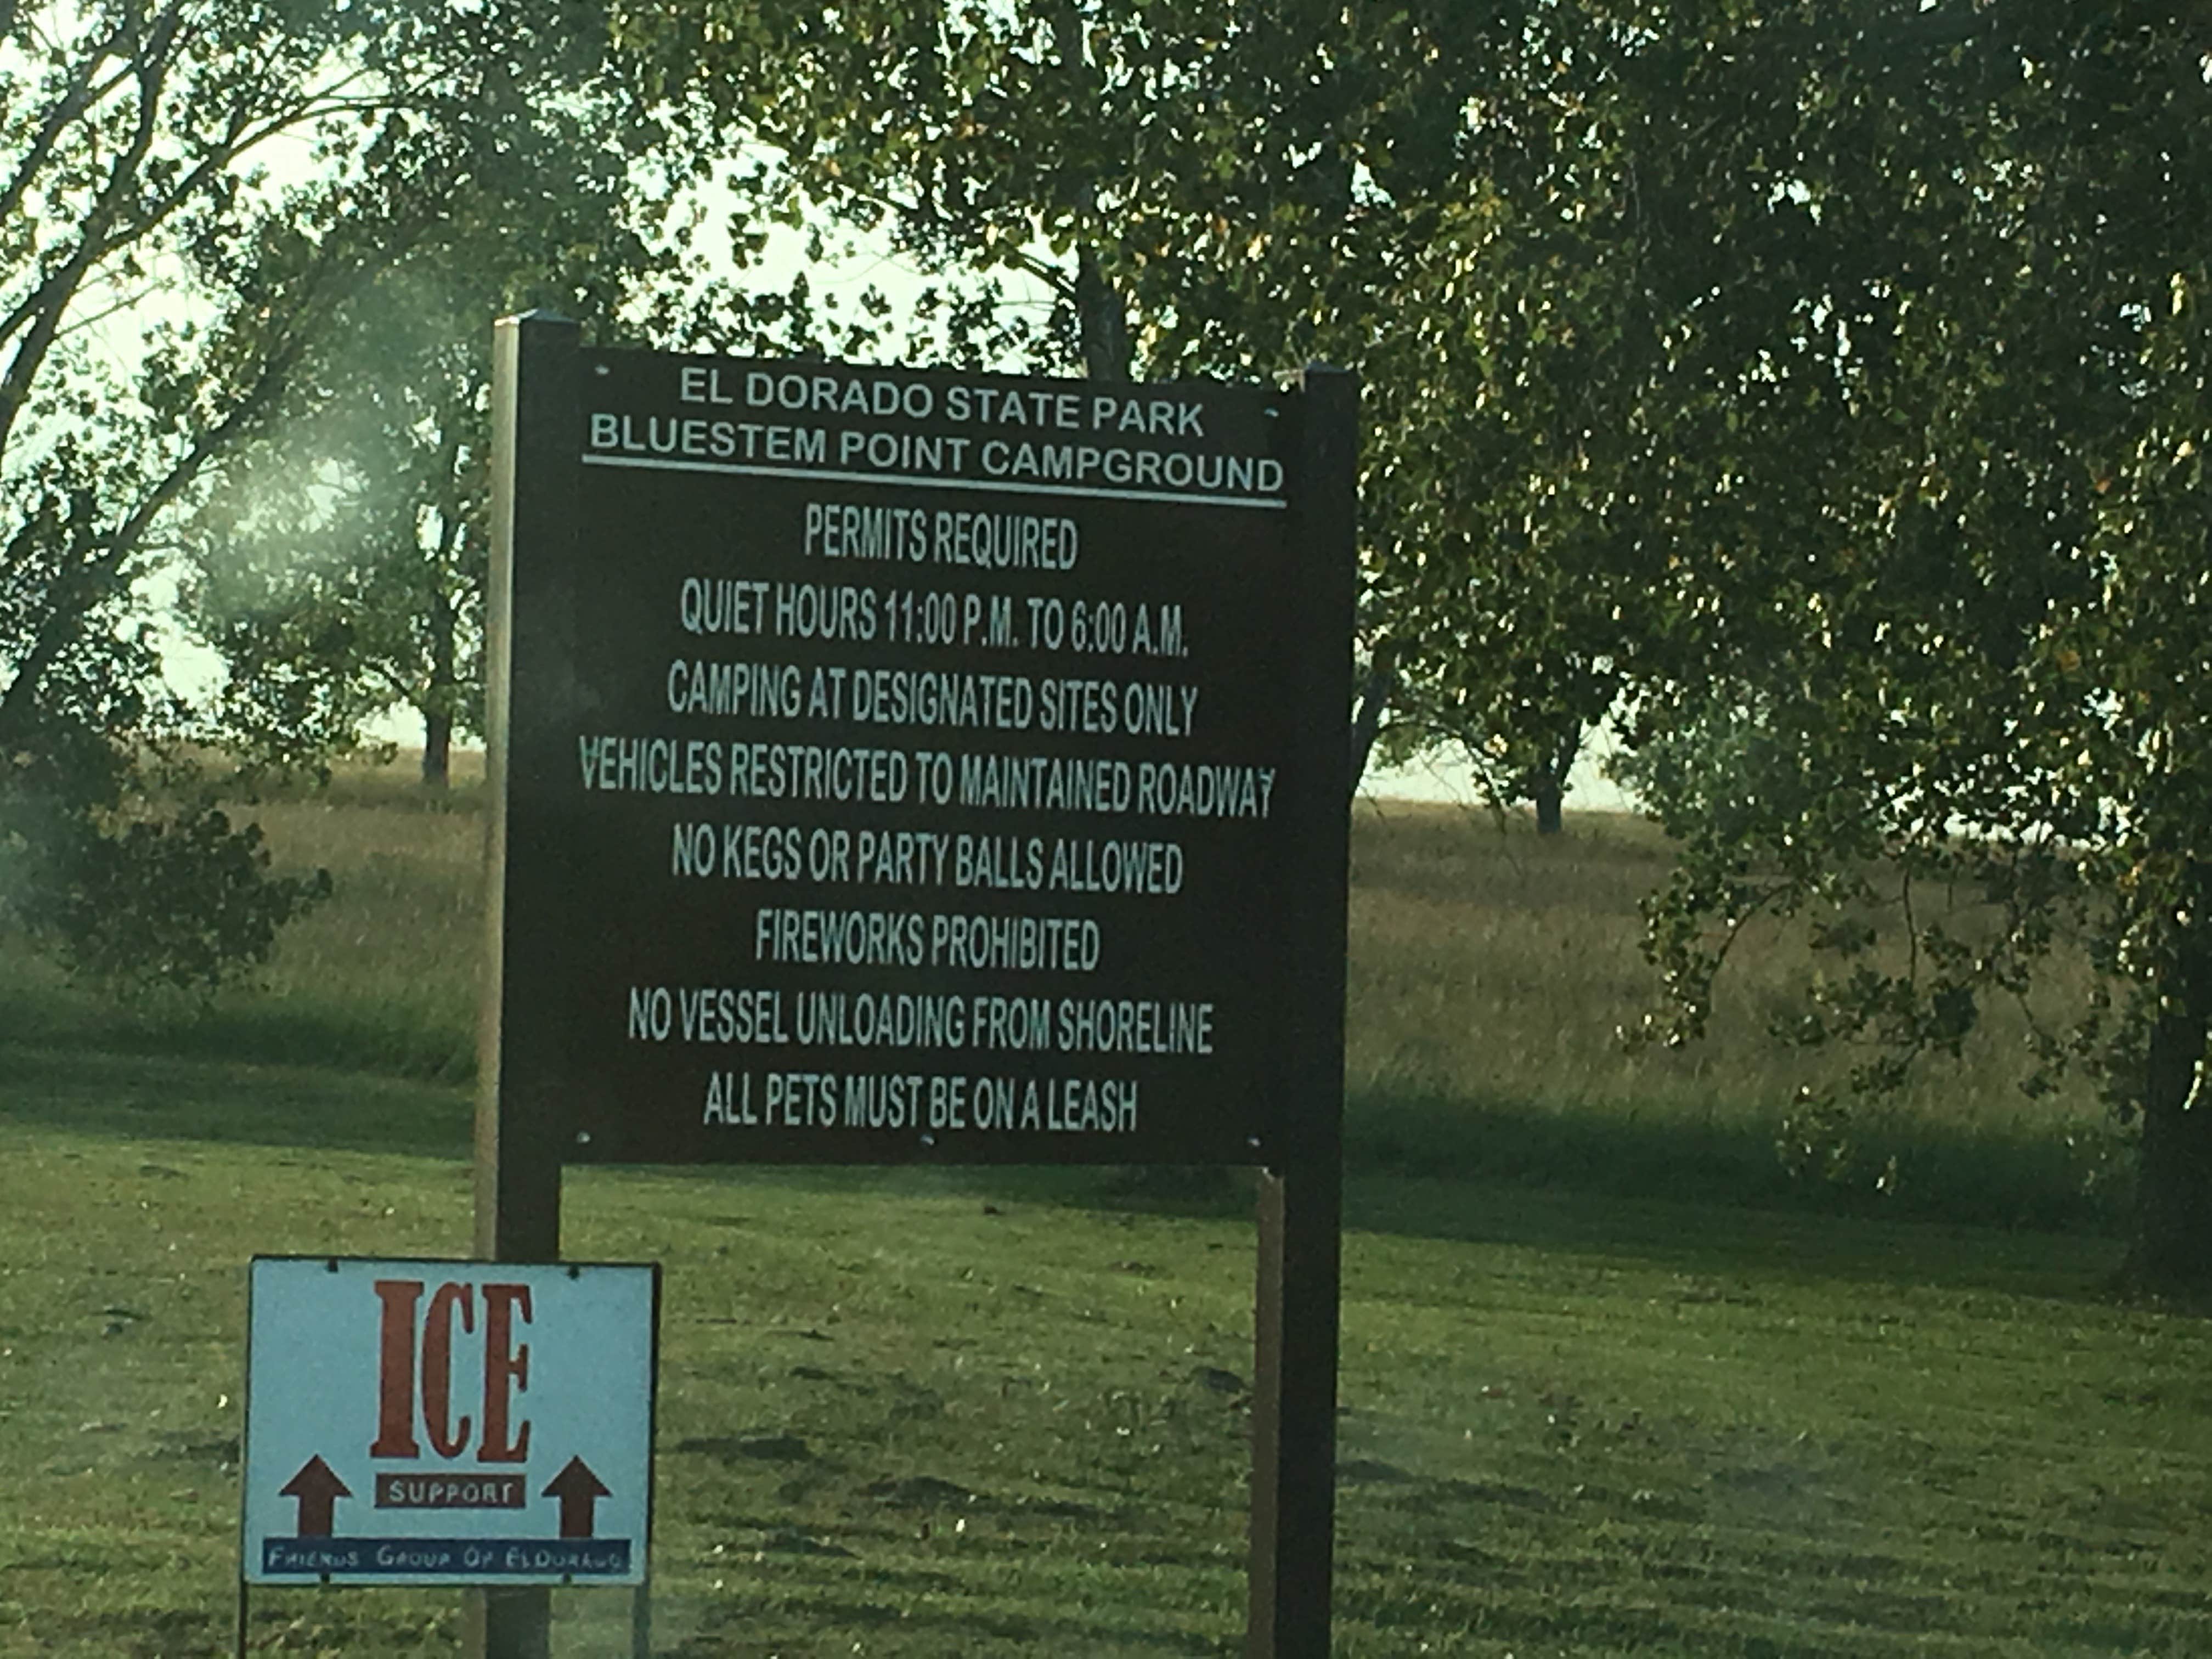 EL DORADO STATE PARK
BLUESTEM POINT CAMPGROUND
PERMITS REQUIRED
QUIET HOURS 11:00 P.M. TO 6:00 A.M.
CAMPING AT DESIGNATED SITES ONLY
VEHICLES RESTRICTED TO MAINTAINED ROADWAY
NO KEGS OR PARTY BALLS ALLOWED
FIREWORKS PROHIBITED
NO VESSEL UNLOADING FROM SHORELINE
ALL PETS MUST BE ON A LEASH
ICE
SUPPORT
FRIENDS GROUP OF ELDORADO